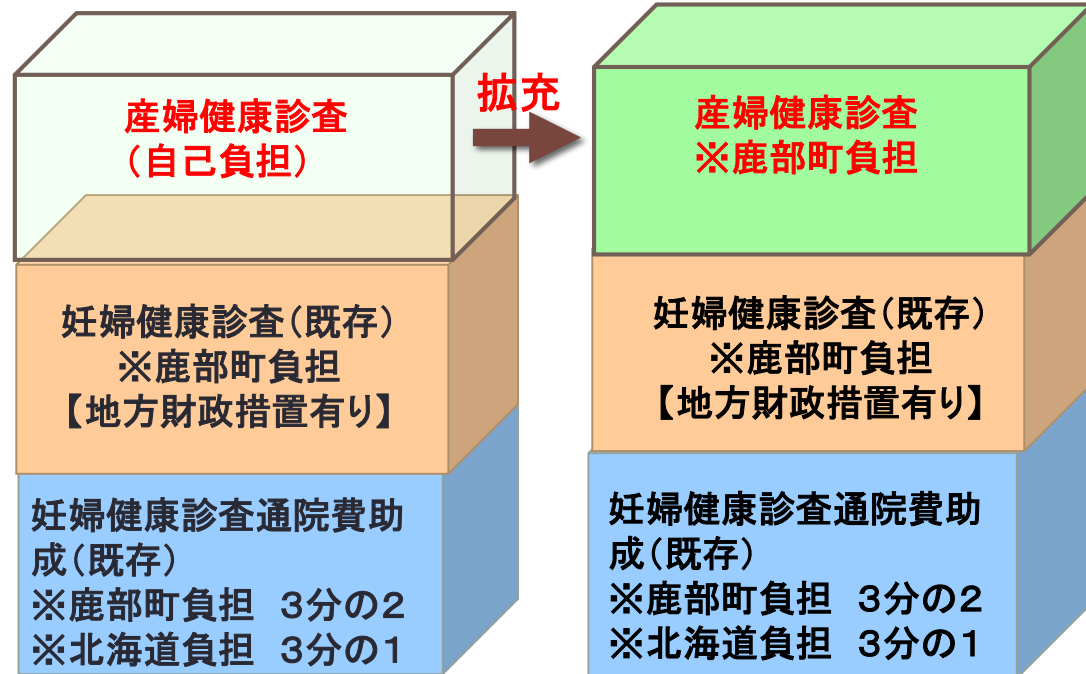 産婦健康診査
（自己負担）
拡充
産婦健康診査
※鹿部町負担
妊婦健康診査（既存）
※鹿部町負担
【地方財政措置有り】
妊婦健康診査（既存）
※鹿部町負担
【地方財政措置有り】
妊婦健康診査通院費助
成（既存）
※鹿部町負担　３分の２
※北海道負担　３分の１
妊婦健康診査通院費助
成（既存）
※鹿部町負担　３分の２
※北海道負担　３分の１